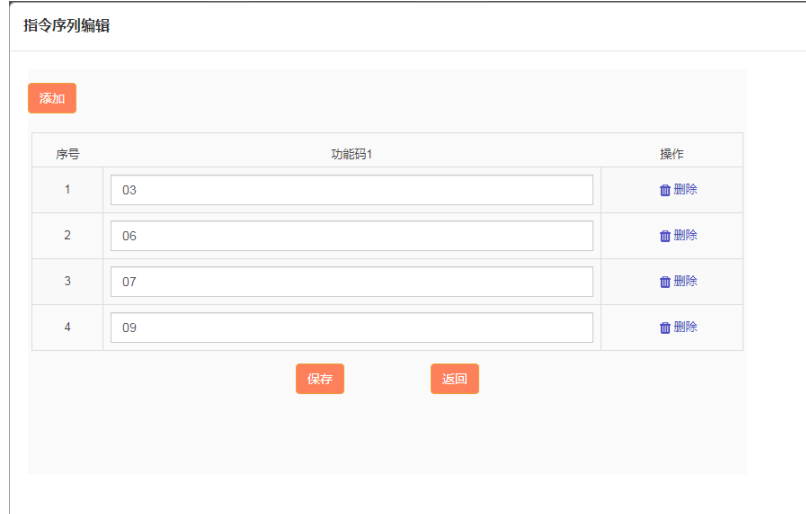 指令序列编辑
添加
序号 功能码1 操作
1 03 删除
2 06 删除
3 07 删除
4 09 删除
保存 返回